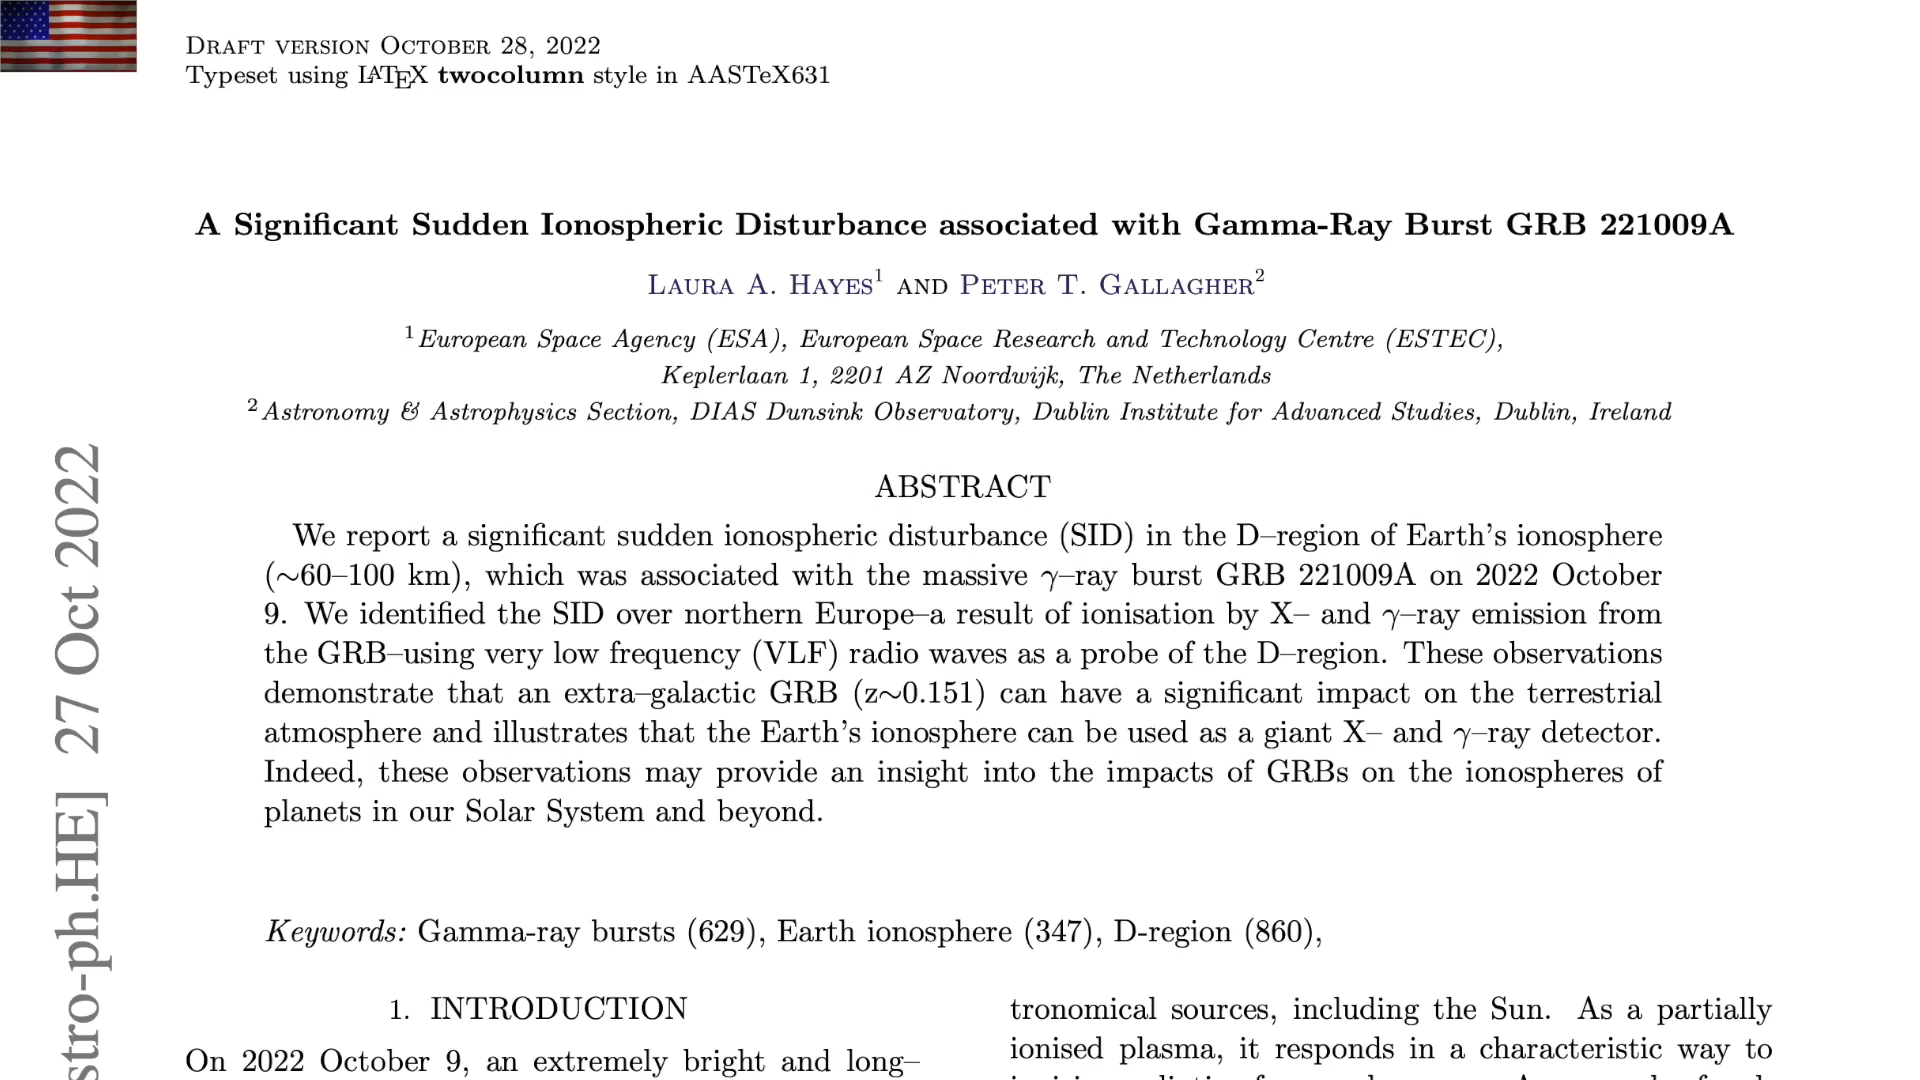 DRAFT VERSION OCTOBER 28, 2022
Typeset using LATEX twocolumn style in AASTeX631
A Significant Sudden Ionospheric Disturbance associated with Gamma-Ray Burst GRB 221009A
LAURA A. HAYES¹ AND PETER T. GALLAGHER²
¹European Space Agency (ESA), European Space Research and Technology Centre (ESTEC),
Keplerlaan 1, 2201 AZ Noordwijk, The Netherlands
²Astronomy & Astrophysics Section, DIAS Dunsink Observatory, Dublin Institute for Advanced Studies, Dublin, Ireland
ABSTRACT
We report a significant sudden ionospheric disturbance (SID) in the D–region of Earth's ionosphere
(∼60–100 km), which was associated with the massive γ–ray burst GRB 221009A on 2022 October
9. We identified the SID over northern Europe–a result of ionisation by X– and γ–ray emission from
the GRB–using very low frequency (VLF) radio waves as a probe of the D–region. These observations
demonstrate that an extra–galactic GRB (z∼0.151) can have a significant impact on the terrestrial
atmosphere and illustrates that the Earth's ionosphere can be used as a giant X– and γ–ray detector.
Indeed, these observations may provide an insight into the impacts of GRBs on the ionospheres of
planets in our Solar System and beyond.
Keywords: Gamma-ray bursts (629), Earth ionosphere (347), D-region (860),
1. INTRODUCTION
On 2022 October 9, an extremely bright and long–
tronomical sources, including the Sun. As a partially
ionised plasma, it responds in a characteristic way to
stro-ph.HE] 27 Oct 2022